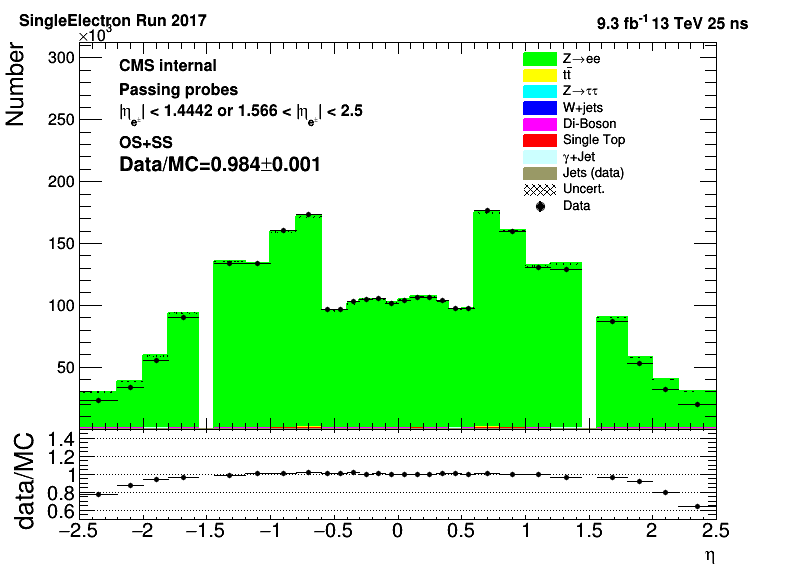 SingleElectron Run 2017
9.3 fb⁻¹ 13 TeV 25 ns
×10³
Number
300
250
200
150
100
50
CMS internal
Passing probes
|η_e±| < 1.4442 or 1.566 < |η_e±| < 2.5
OS+SS
Data/MC=0.984±0.001
Z→ee
tt̄
Z→ττ
W+jets
Di-Boson
Single Top
γ+Jet
Jets (data)
Uncert.
Data
data/MC
1.4
1.2
1
0.8
0.6
−2.5 −2 −1.5 −1 −0.5 0 0.5 1 1.5 2 2.5
η